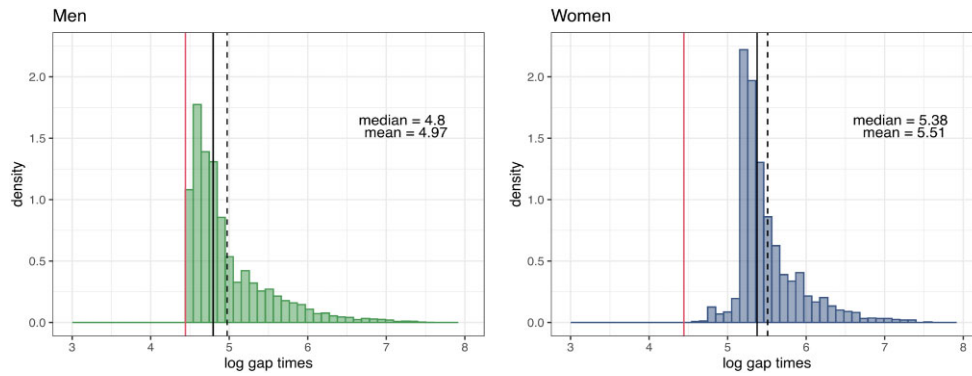 Men
Women
median = 4.8
mean = 4.97
median = 5.38
mean = 5.51
density
0.0
0.5
1.0
1.5
2.0
3 4 5 6 7 8
log gap times
density
0.0
0.5
1.0
1.5
2.0
3 4 5 6 7 8
log gap times